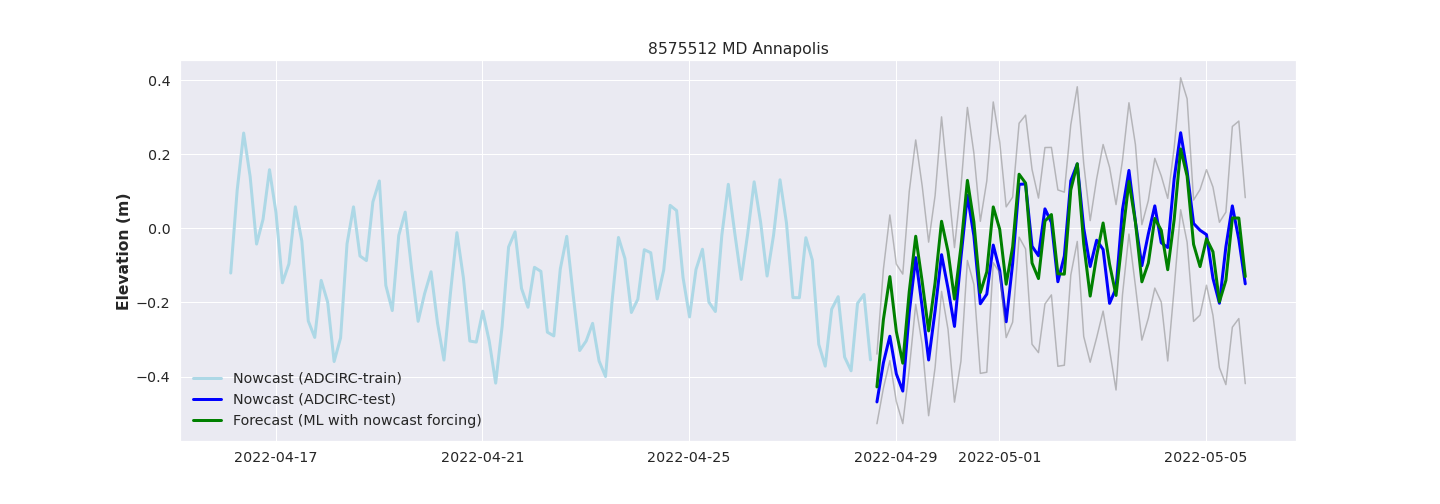 8575512 MD Annapolis
Elevation (m)
0.4
0.2
0.0
−0.2
−0.4
Nowcast (ADCIRC-train)
Nowcast (ADCIRC-test)
Forecast (ML with nowcast forcing)
2022-04-17 2022-04-21 2022-04-25 2022-04-29 2022-05-01 2022-05-05